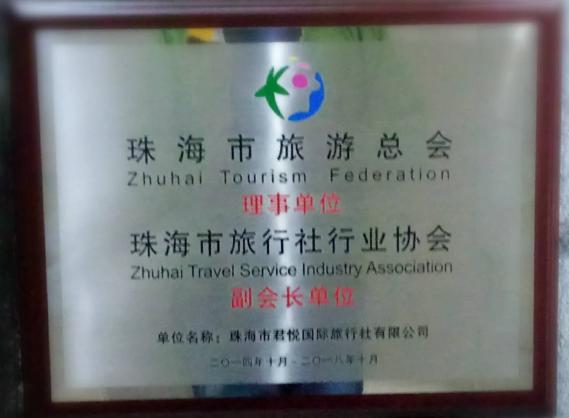 珠海市旅游总会
Zhuhai Tourism Federation
理事单位
珠海市旅行社行业协会
Zhuhai Travel Service Industry Association
副会长单位
单位名称：珠海市君悦国际旅行社有限公司
二〇一四年十月-二〇一八年十月